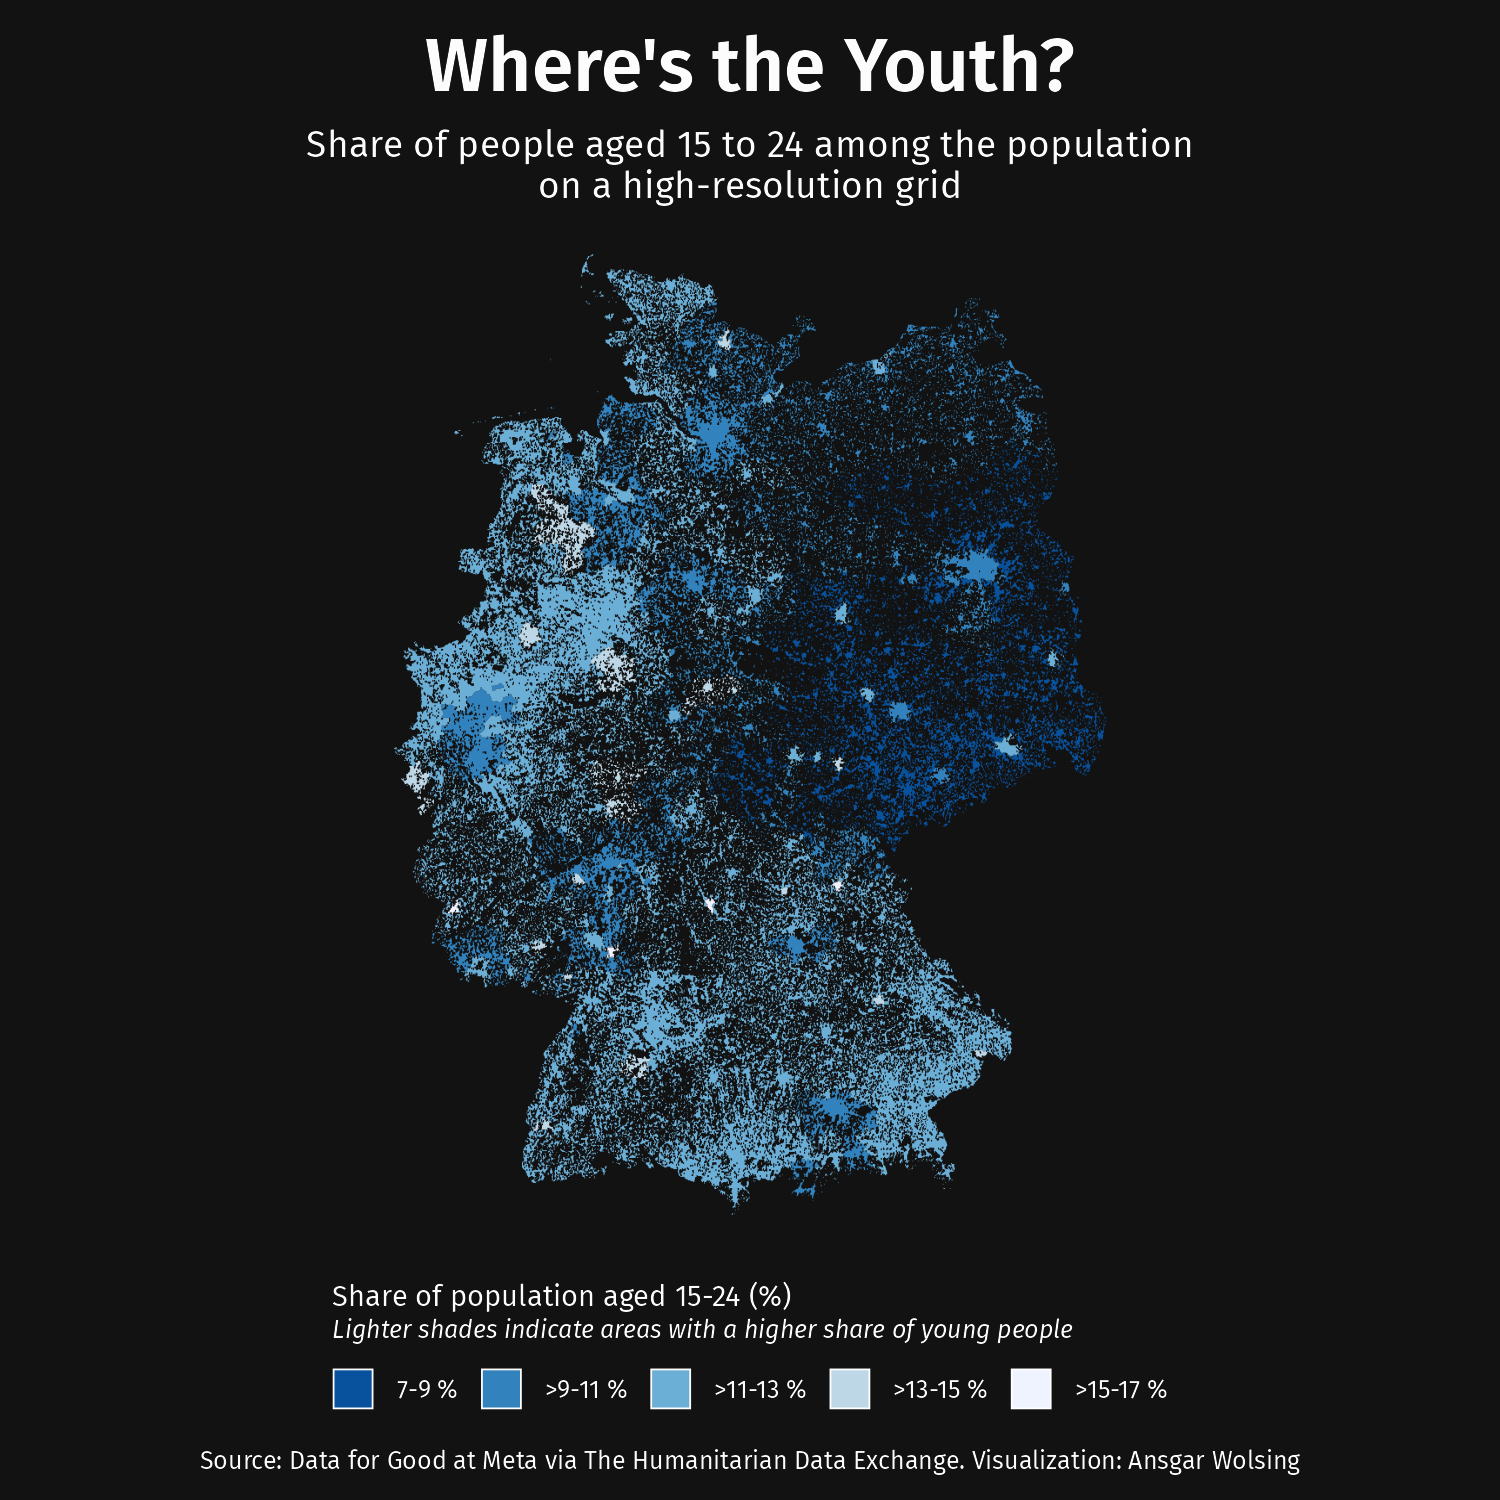 Where's the Youth?
Share of people aged 15 to 24 among the population
on a high-resolution grid
Share of population aged 15-24 (%)
Lighter shades indicate areas with a higher share of young people
7-9 % >9-11 % >11-13 % >13-15 % >15-17 %
Source: Data for Good at Meta via The Humanitarian Data Exchange. Visualization: Ansgar Wolsing